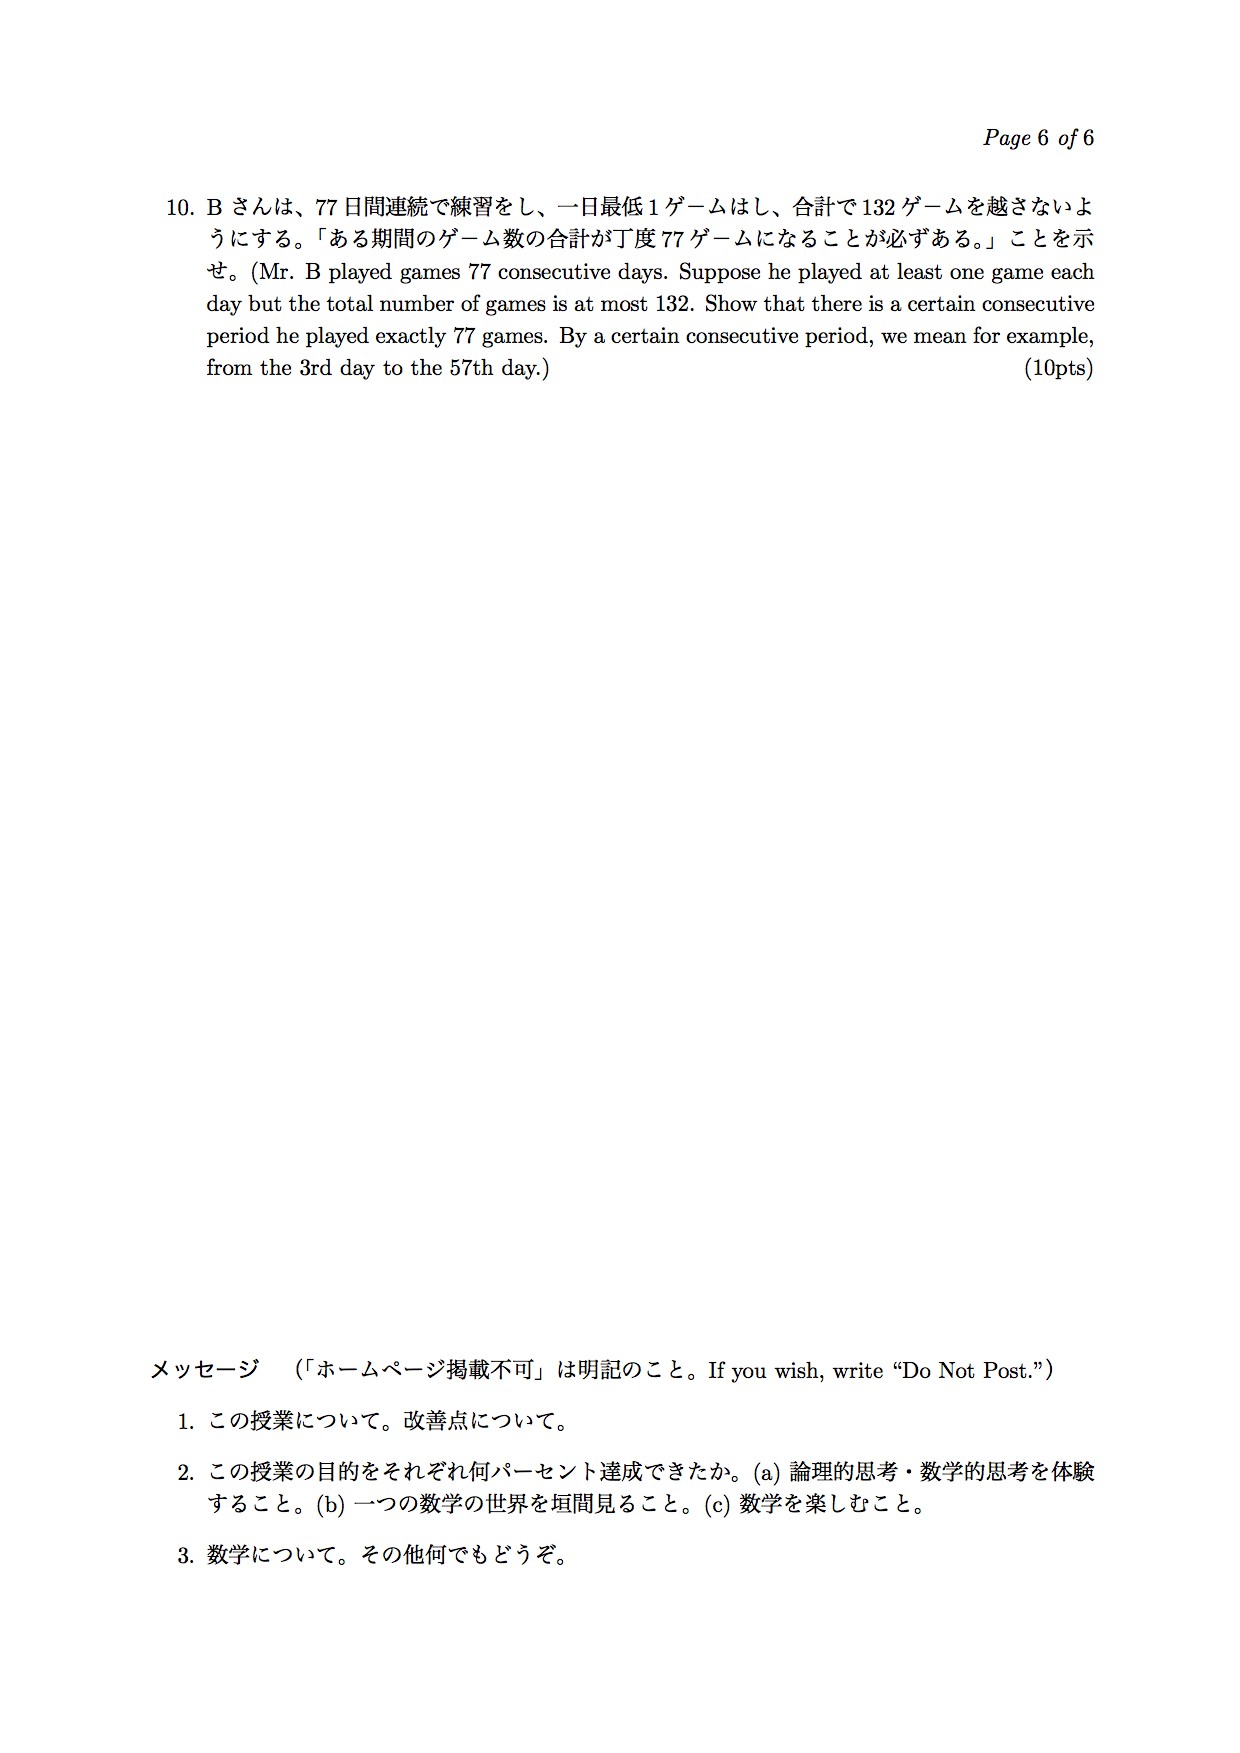 Page 6 of 6
10. B さんは、77 日間連続で練習をし、一日最低 1 ゲームはし、合計で 132 ゲームを越さないよ
うにする。「ある期間のゲーム数の合計が丁度 77 ゲームになることが必ずある。」ことを示
せ。(Mr. B played games 77 consecutive days. Suppose he played at least one game each
day but the total number of games is at most 132. Show that there is a certain consecutive
period he played exactly 77 games. By a certain consecutive period, we mean for example,
from the 3rd day to the 57th day.) (10pts)
メッセージ （「ホームページ掲載不可」は明記のこと。If you wish, write “Do Not Post.”）
1. この授業について。改善点について。
2. この授業の目的をそれぞれ何パーセント達成できたか。(a) 論理的思考・数学的思考を体験
すること。(b) 一つの数学の世界を垣間見ること。(c) 数学を楽しむこと。
3. 数学について。その他何でもどうぞ。